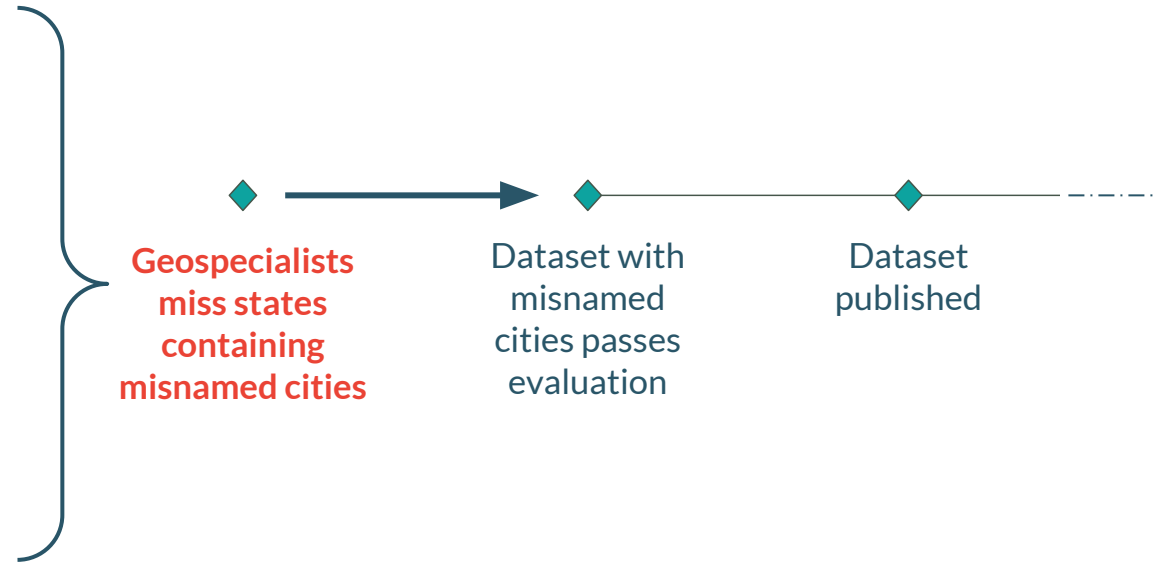 Geospecialists
miss states
containing
misnamed cities
Dataset with
misnamed
cities passes
evaluation
Dataset
published